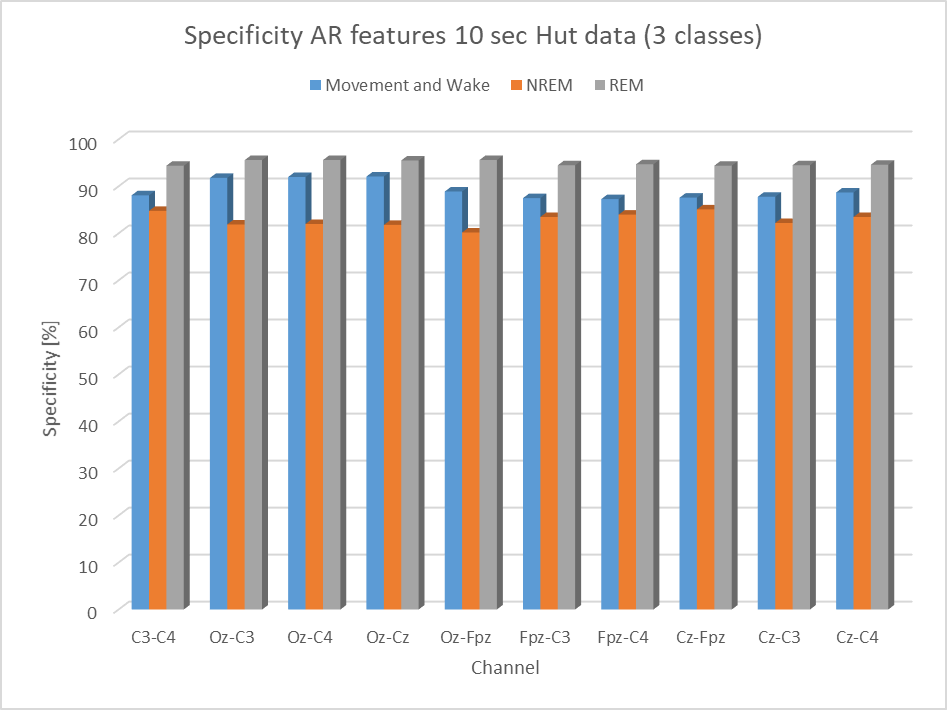 Specificity AR features 10 sec Hut data (3 classes)
Movement and Wake NREM REM
100
90
80
70
60
50
40
30
20
10
0
Specificity [%]
C3-C4 Oz-C3 Oz-C4 Oz-Cz Oz-Fpz Fpz-C3 Fpz-C4 Cz-Fpz Cz-C3 Cz-C4
Channel